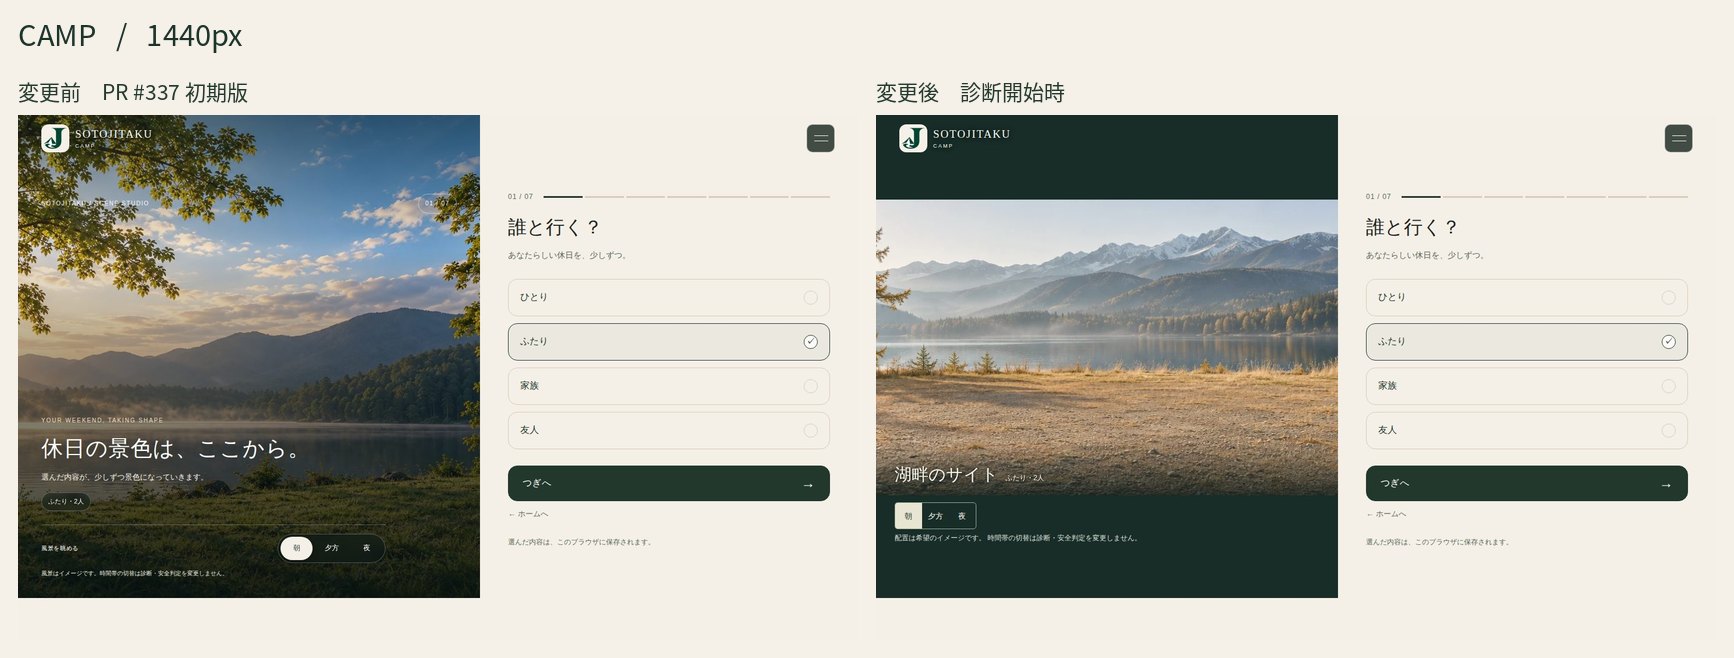 CAMP / 1440px
変更前 PR #337 初期版
SOTOJITAKU
CAMP
SOTOJITAKU / SCENE STUDIO
01 / 07
YOUR WEEKEND, TAKING SHAPE
休日の景色は、ここから。
選んだ内容が、少しずつ景色になっていきます。
ふたり・2人
風景を眺める
朝 夕方 夜
風景はイメージです。時間帯の切替は診断・安全判定を変更しません。
01 / 07
誰と行く？
あなたらしい休日を、少しずつ。
ひとり
ふたり
家族
友人
つぎへ →
← ホームへ
選んだ内容は、このブラウザに保存されます。
変更後 診断開始時
SOTOJITAKU
CAMP
湖畔のサイト ふたり・2人
朝 夕方 夜
配置は希望のイメージです。 時間帯の切替は診断・安全判定を変更しません。
01 / 07
誰と行く？
あなたらしい休日を、少しずつ。
ひとり
ふたり
家族
友人
つぎへ →
← ホームへ
選んだ内容は、このブラウザに保存されます。